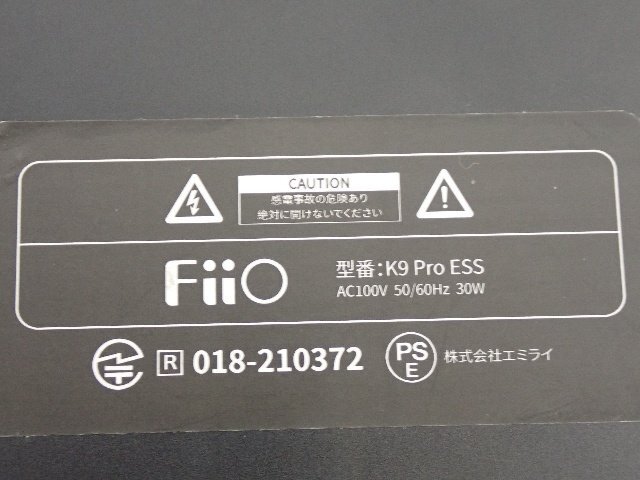 CAUTION
感電事故の危険あり
絶対に開けないでください
FiiO
型番:K9 Pro ESS
AC100V 50/60Hz 30W
R 018-210372
PS
E
株式会社エミライ